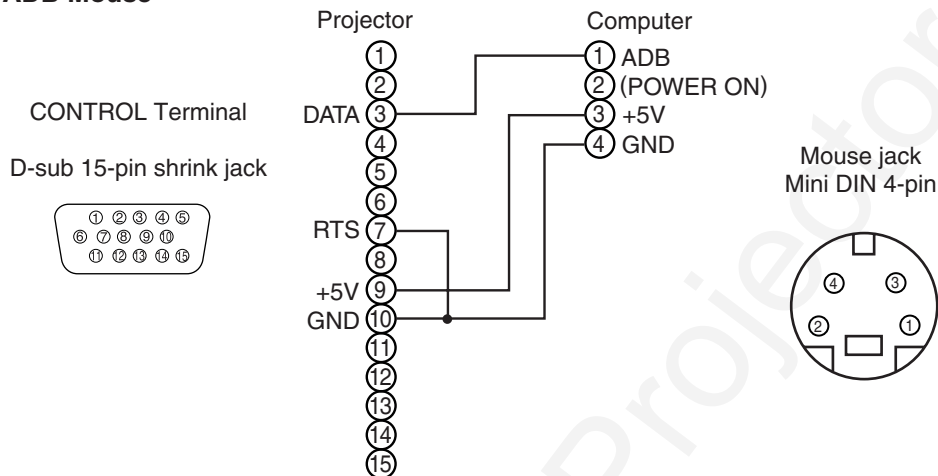 ADB Mouse
Projector
Computer
CONTROL Terminal
D-sub 15-pin shrink jack
1 2 3 4 5
6 7 8 9 10
11 12 13 14 15
1
2
DATA 3
4
5
6
RTS 7
8
+5V 9
GND 10
11
12
13
14
15
1 ADB
2 (POWER ON)
3 +5V
4 GND
Mouse jack
Mini DIN 4-pin
4 3
2 1
Projector